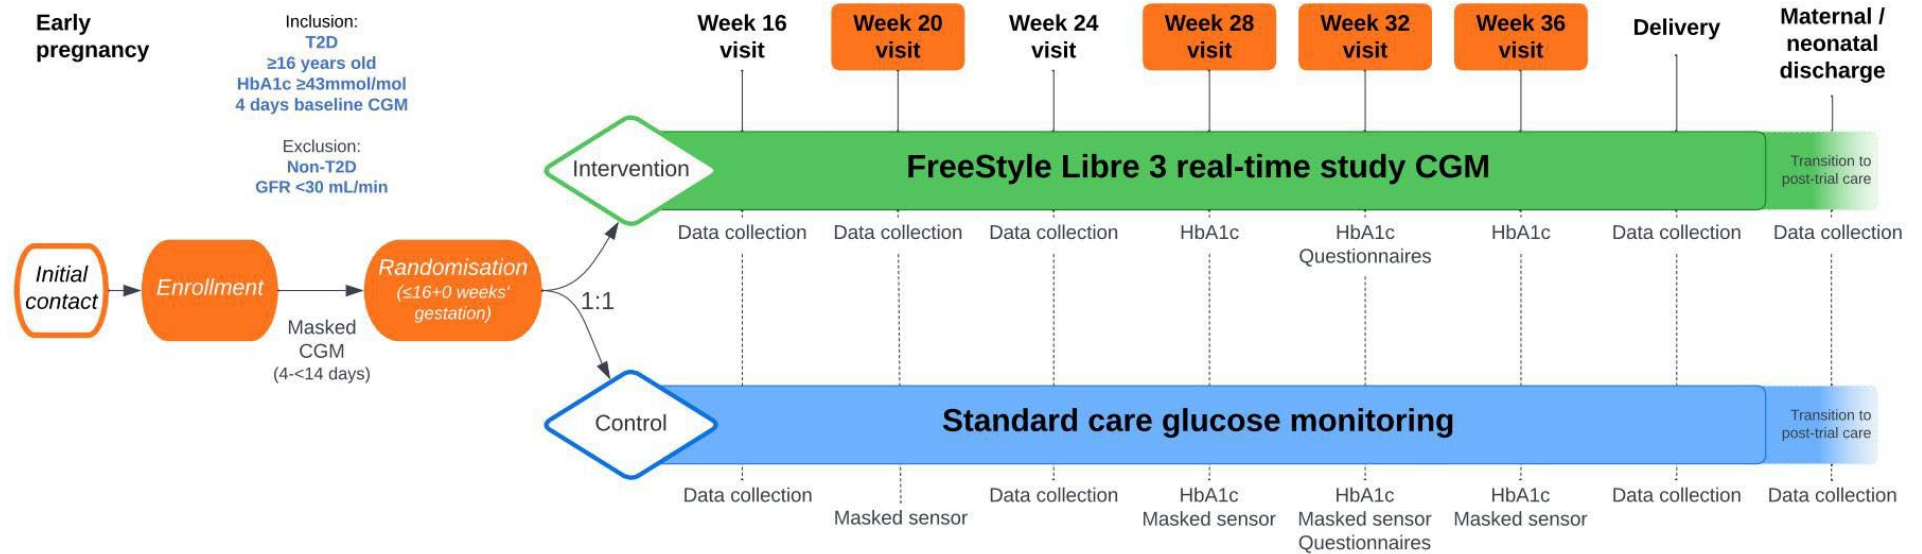 Early
pregnancy
Inclusion:
T2D
≥16 years old
HbA1c ≥43mmol/mol
4 days baseline CGM
Exclusion:
Non-T2D
GFR <30 mL/min
Week 16
visit
Week 20
visit
Week 24
visit
Week 28
visit
Week 32
visit
Week 36
visit
Delivery
Maternal /
neonatal
discharge
Initial
contact
Enrollment
Masked
CGM
(4-<14 days)
Randomisation
(≤16+0 weeks'
gestation)
1:1
Intervention
FreeStyle Libre 3 real-time study CGM
Transition to
post-trial care
Data collection
Data collection
Data collection
HbA1c
HbA1c
Questionnaires
HbA1c
Data collection
Data collection
Control
Standard care glucose monitoring
Transition to
post-trial care
Data collection
Masked sensor
Data collection
HbA1c
Masked sensor
HbA1c
Masked sensor
Questionnaires
HbA1c
Masked sensor
Data collection
Data collection